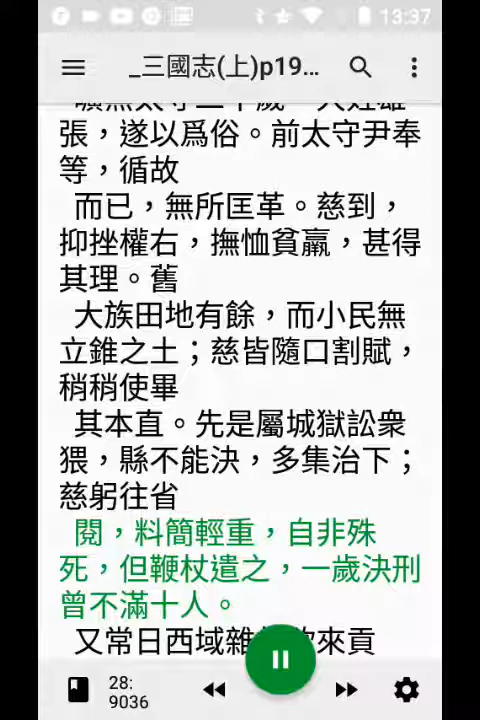 13:37
_三國志(上)p19...
張，遂以爲俗。前太守尹奉
等，循故
而已，無所匡革。慈到，
抑挫權右，撫恤貧羸，甚得
其理。舊
大族田地有餘，而小民無
立錐之土；慈皆隨口割賦，
稍稍使畢
其本直。先是屬城獄訟衆
猥，縣不能決，多集治下；
慈躬往省
閱，料簡輕重，自非殊
死，但鞭杖遣之，一歲決刑
曾不滿十人。
又常日西域雜 來貢
28:
9036